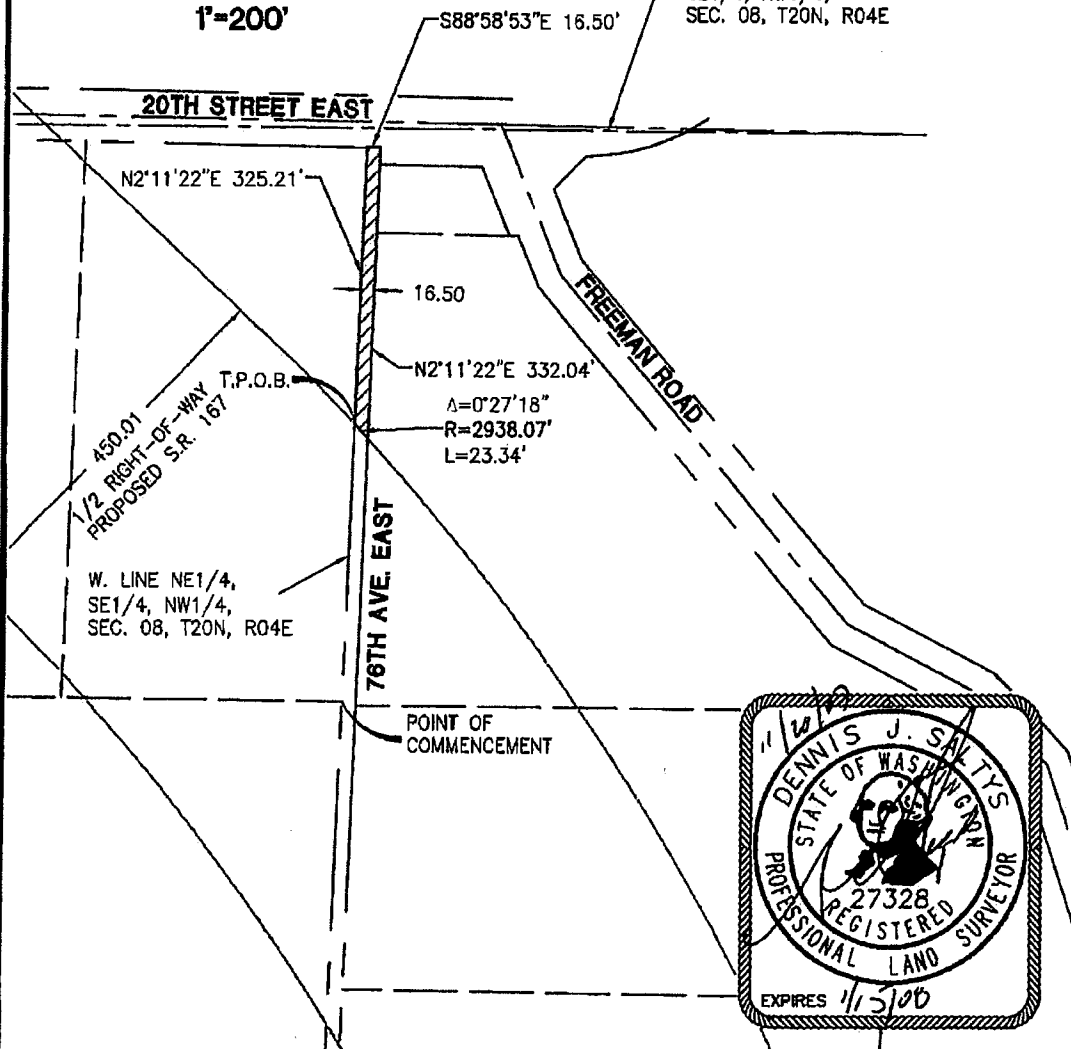 1'=200'
S88°58'53"E 16.50'
SEC. 08, T20N, R04E
20TH STREET EAST
N2°11'22"E 325.21'
16.50
FREEMAN ROAD
N2°11'22"E 332.04'
T.P.O.B.
Δ=0°27'18"
R=2938.07'
L=23.34'
450.01
1/2 RIGHT-OF-WAY
PROPOSED S.R. 167
W. LINE NE1/4,
SE1/4, NW1/4,
SEC. 08, T20N, R04E
76TH AVE. EAST
POINT OF
COMMENCEMENT
DENNIS J. SALTYS
STATE OF WASHINGTON
27328
REGISTERED
PROFESSIONAL LAND SURVEYOR
EXPIRES 1/15/08